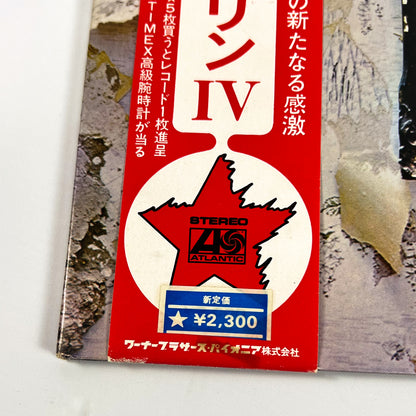 の新たなる感激
リン IV
5枚買うとレコード1枚進呈
TIMEX高級腕時計が当る
STEREO
ATLANTIC
新定価
★ ¥2,300
ワーナーブラザーズ・パイオニア株式会社